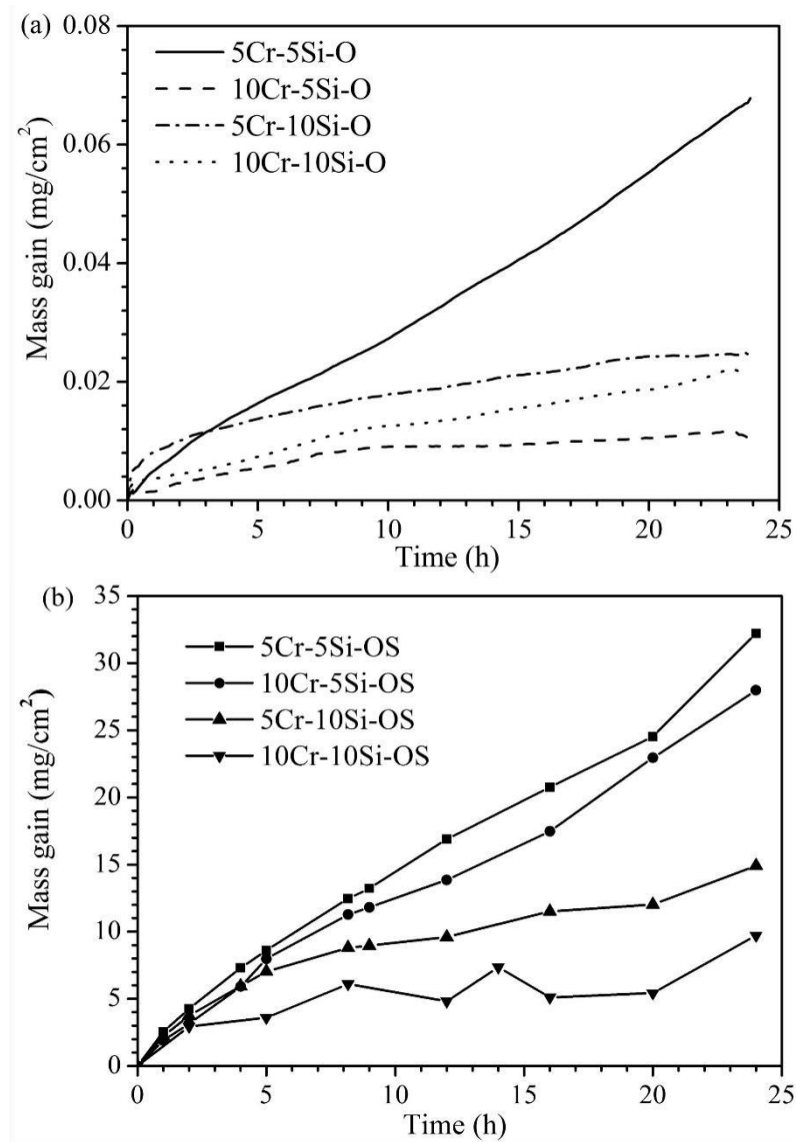 (a)
0.08
5Cr-5Si-O
10Cr-5Si-O
5Cr-10Si-O
10Cr-10Si-O
0.06
0.04
0.02
0.00
Mass gain (mg/cm²)
0 5 10 15 20 25
Time (h)
(b)
35
5Cr-5Si-OS
10Cr-5Si-OS
5Cr-10Si-OS
10Cr-10Si-OS
30
25
20
15
10
5
0
Mass gain (mg/cm²)
0 5 10 15 20 25
Time (h)